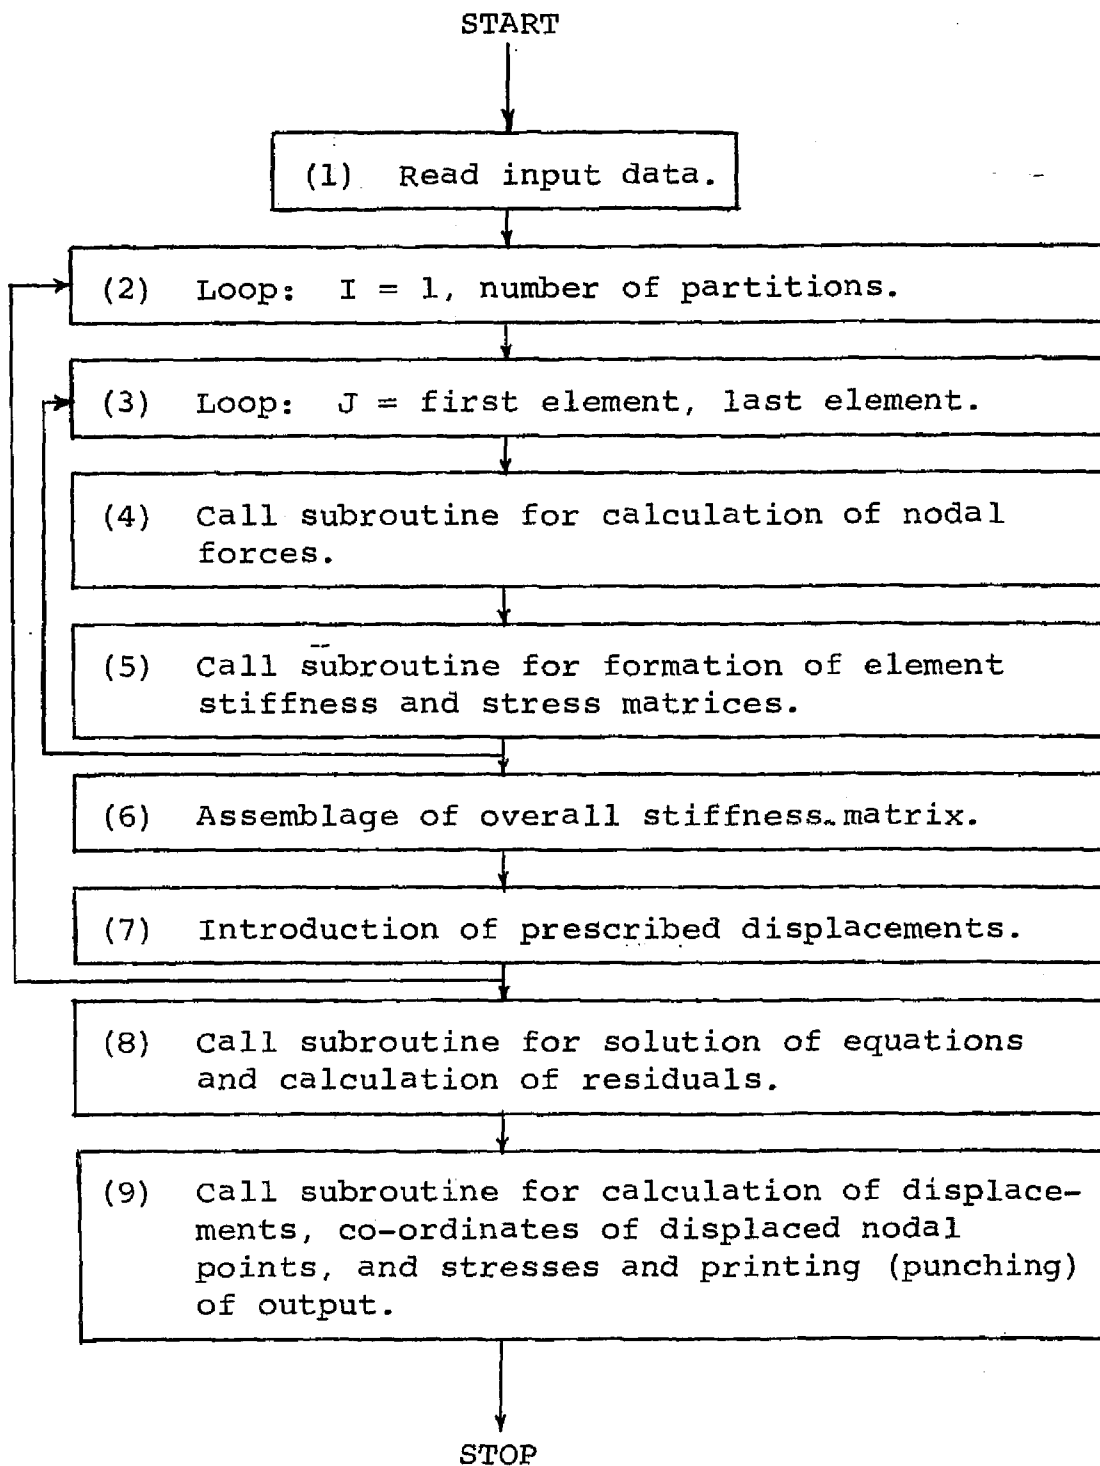 START
(1) Read input data.
(2) Loop: I = 1, number of partitions.
(3) Loop: J = first element, last element.
(4) Call subroutine for calculation of nodal
forces.
(5) Call subroutine for formation of element
stiffness and stress matrices.
(6) Assemblage of overall stiffness matrix.
(7) Introduction of prescribed displacements.
(8) Call subroutine for solution of equations
and calculation of residuals.
(9) Call subroutine for calculation of displace-
ments, co-ordinates of displaced nodal
points, and stresses and printing (punching)
of output.
STOP